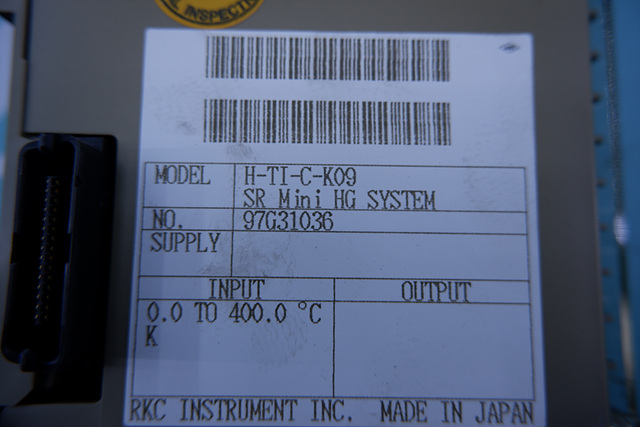 L INSPECTI
MODEL H-TI-C-K09
SR Mini HG SYSTEM
NO. 97G31036
SUPPLY
INPUT OUTPUT
0.0 TO 400.0 °C
K
RKC INSTRUMENT INC. MADE IN JAPAN